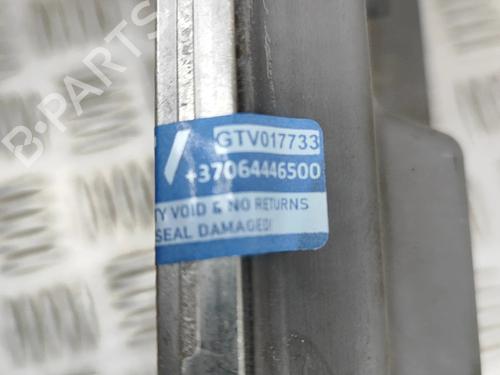 B-PARTS
GTV017733
+37064446500
TY VOID & NO RETURNS
SEAL DAMAGED!